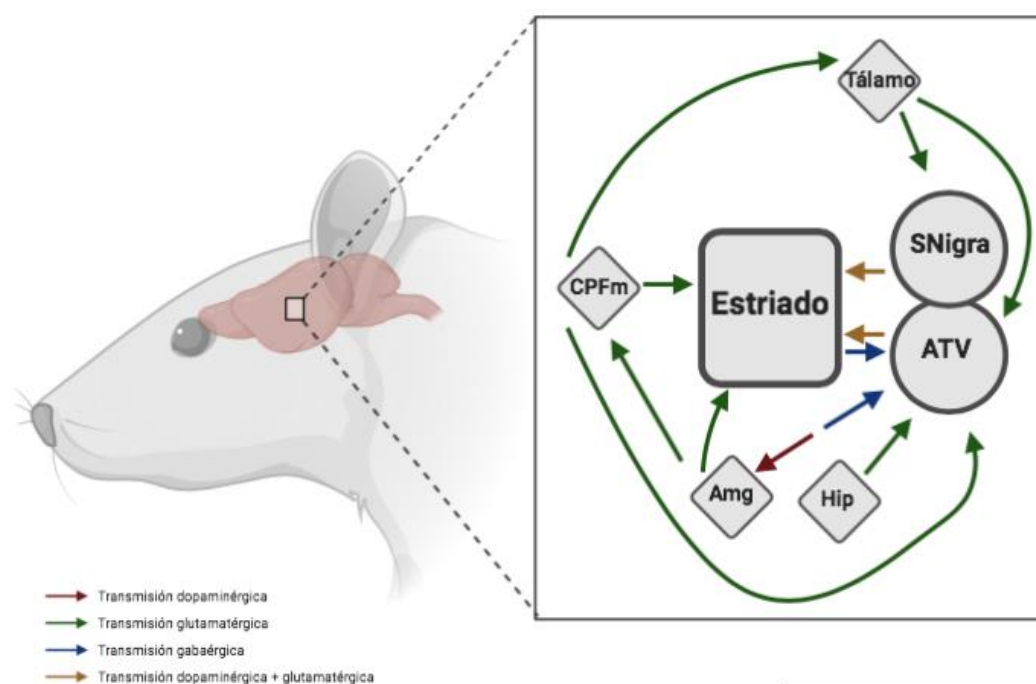 Tálamo
SNigra
CPFm
Estriado
ATV
Amg
Hip
Transmisión dopaminérgica
Transmisión glutamatérgica
Transmisión gabaérgica
Transmisión dopaminérgica + glutamatérgica